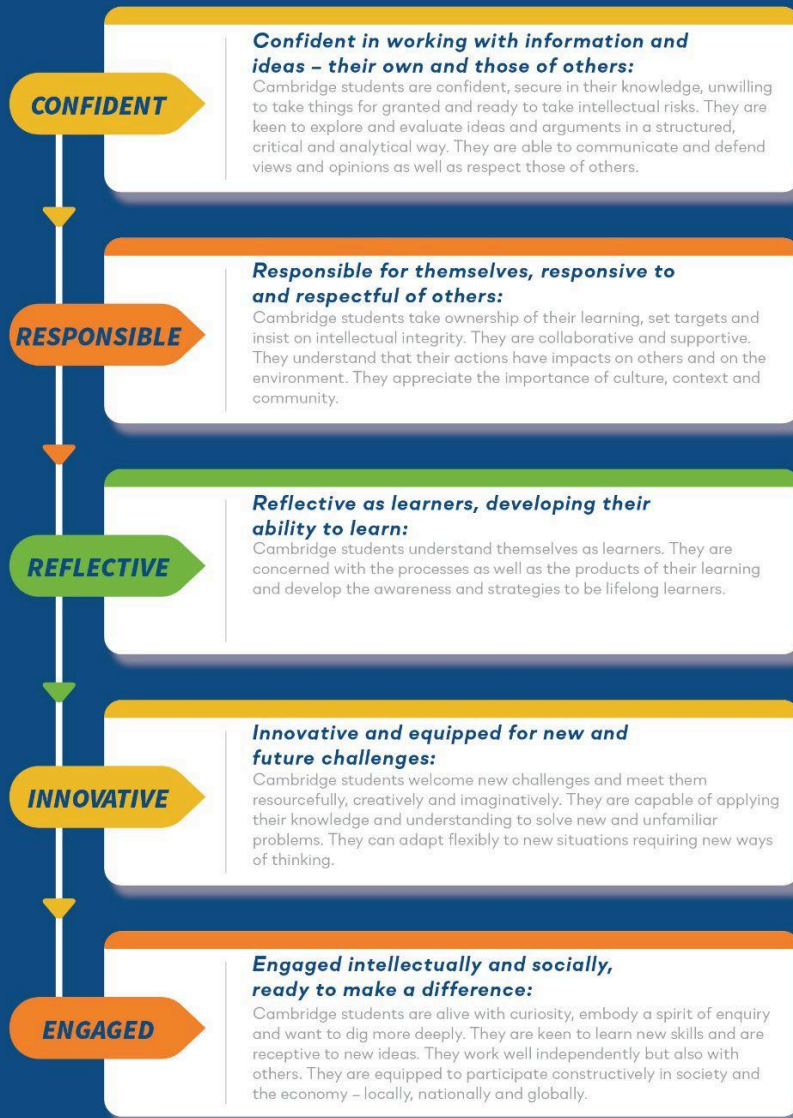 CONFIDENT
Confident in working with information and
ideas – their own and those of others:
Cambridge students are confident, secure in their knowledge, unwilling
to take things for granted and ready to take intellectual risks. They are
keen to explore and evaluate ideas and arguments in a structured,
critical and analytical way. They are able to communicate and defend
views and opinions as well as respect those of others.
RESPONSIBLE
Responsible for themselves, responsive to
and respectful of others:
Cambridge students take ownership of their learning, set targets and
insist on intellectual integrity. They are collaborative and supportive.
They understand that their actions have impacts on others and on the
environment. They appreciate the importance of culture, context and
community.
REFLECTIVE
Reflective as learners, developing their
ability to learn:
Cambridge students understand themselves as learners. They are
concerned with the processes as well as the products of their learning
and develop the awareness and strategies to be lifelong learners.
INNOVATIVE
Innovative and equipped for new and
future challenges:
Cambridge students welcome new challenges and meet them
resourcefully, creatively and imaginatively. They are capable of applying
their knowledge and understanding to solve new and unfamiliar
problems. They can adapt flexibly to new situations requiring new ways
of thinking.
ENGAGED
Engaged intellectually and socially,
ready to make a difference:
Cambridge students are alive with curiosity, embody a spirit of enquiry
and want to dig more deeply. They are keen to learn new skills and are
receptive to new ideas. They work well independently but also with
others. They are equipped to participate constructively in society and
the economy – locally, nationally and globally.